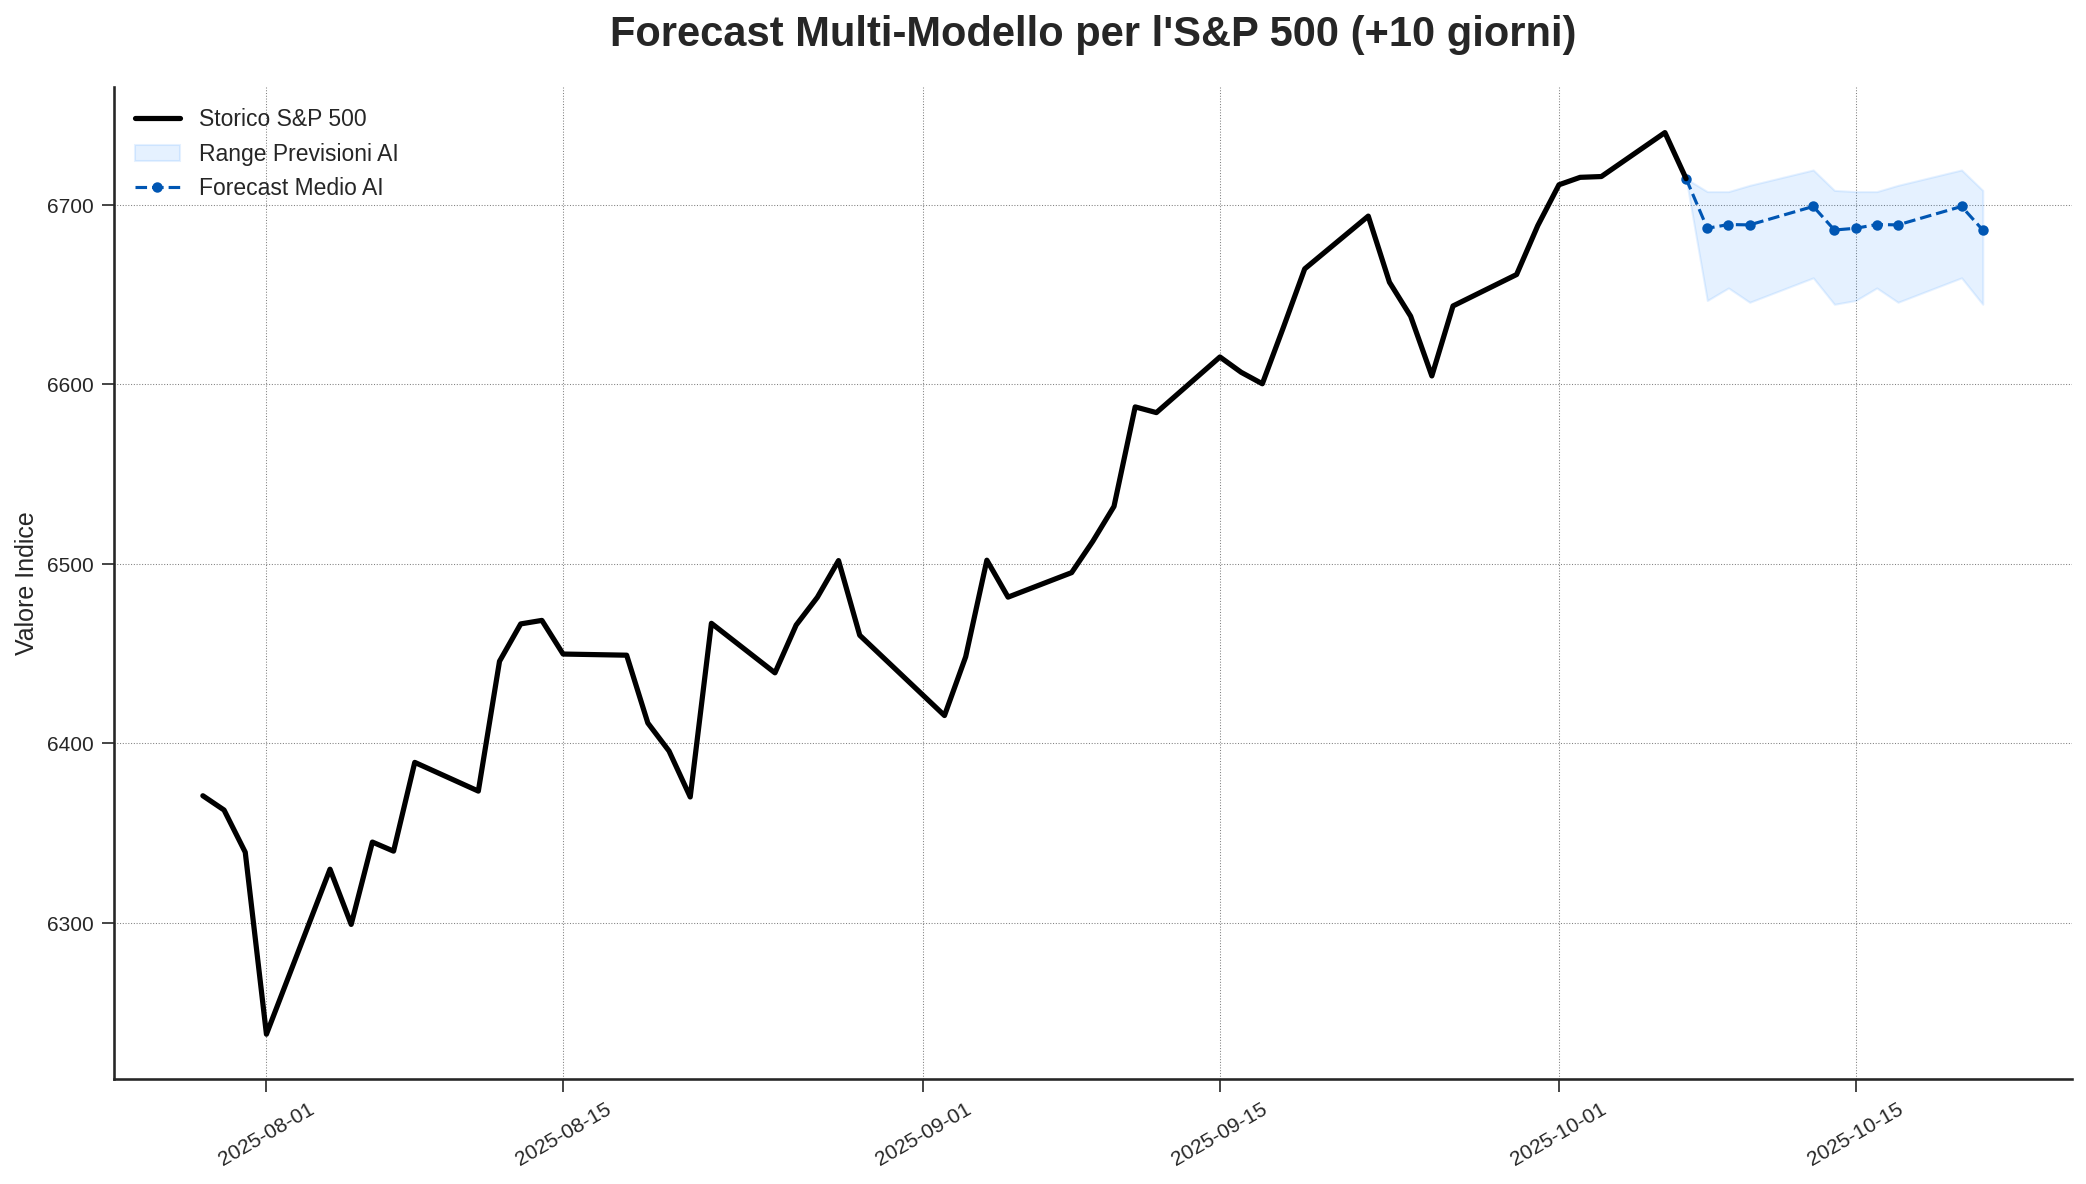 Forecast Multi-Modello per l'S&P 500 (+10 giorni)
Storico S&P 500
Range Previsioni AI
Forecast Medio AI
Valore Indice
6700
6600
6500
6400
6300
2025-08-01
2025-08-15
2025-09-01
2025-09-15
2025-10-01
2025-10-15